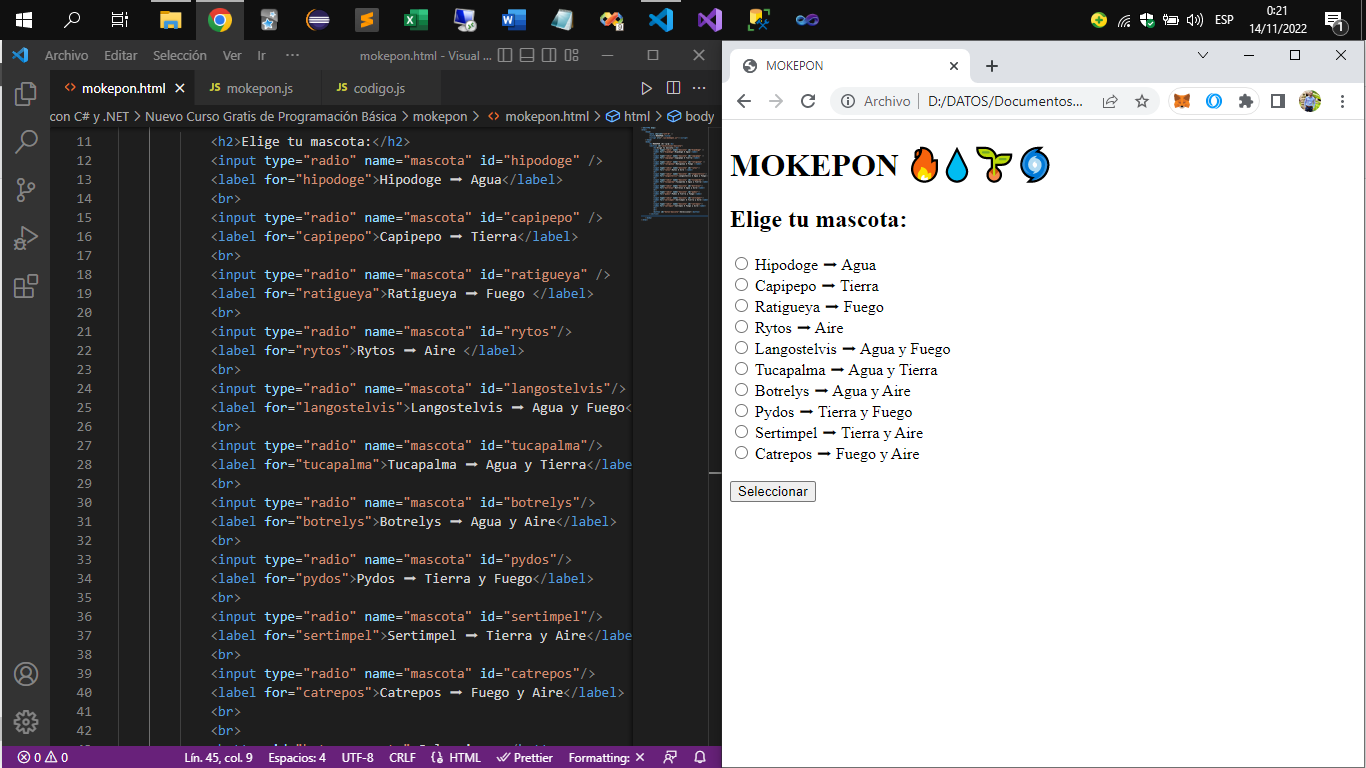 ESP
0:21
14/11/2022
1
Archivo Editar Selección Ver Ir ··· mokepon.html - Visual ...
mokepon.html JS mokepon.js JS codigo.js
con C# y .NET > Nuevo Curso Gratis de Programación Básica > mokepon > mokepon.html > html > body
11 <h2>Elige tu mascota:</h2>
12 <input type="radio" name="mascota" id="hipodoge" />
13 <label for="hipodoge">Hipodoge ➡ Agua</label>
14 <br>
15 <input type="radio" name="mascota" id="capipepo" />
16 <label for="capipepo">Capipepo ➡ Tierra</label>
17 <br>
18 <input type="radio" name="mascota" id="ratigueya" />
19 <label for="ratigueya">Ratigueya ➡ Fuego </label>
20 <br>
21 <input type="radio" name="mascota" id="rytos"/>
22 <label for="rytos">Rytos ➡ Aire </label>
23 <br>
24 <input type="radio" name="mascota" id="langostelvis"/>
25 <label for="langostelvis">Langostelvis ➡ Agua y Fuego<
26 <br>
27 <input type="radio" name="mascota" id="tucapalma"/>
28 <label for="tucapalma">Tucapalma ➡ Agua y Tierra</labe
29 <br>
30 <input type="radio" name="mascota" id="botrelys"/>
31 <label for="botrelys">Botrelys ➡ Agua y Aire</label>
32 <br>
33 <input type="radio" name="mascota" id="pydos"/>
34 <label for="pydos">Pydos ➡ Tierra y Fuego</label>
35 <br>
36 <input type="radio" name="mascota" id="sertimpel"/>
37 <label for="sertimpel">Sertimpel ➡ Tierra y Aire</labe
38 <br>
39 <input type="radio" name="mascota" id="catrepos"/>
40 <label for="catrepos">Catrepos ➡ Fuego y Aire</label>
41 <br>
42 <br>
0 0 Lín. 45, col. 9 Espacios: 4 UTF-8 CRLF HTML Prettier Formatting: ✕
MOKEPON
Archivo | D:/DATOS/Documentos...
MOKEPON 🔥💧🌱🌀
Elige tu mascota:
Hipodoge ➡ Agua
Capipepo ➡ Tierra
Ratigueya ➡ Fuego
Rytos ➡ Aire
Langostelvis ➡ Agua y Fuego
Tucapalma ➡ Agua y Tierra
Botrelys ➡ Agua y Aire
Pydos ➡ Tierra y Fuego
Sertimpel ➡ Tierra y Aire
Catrepos ➡ Fuego y Aire
Seleccionar